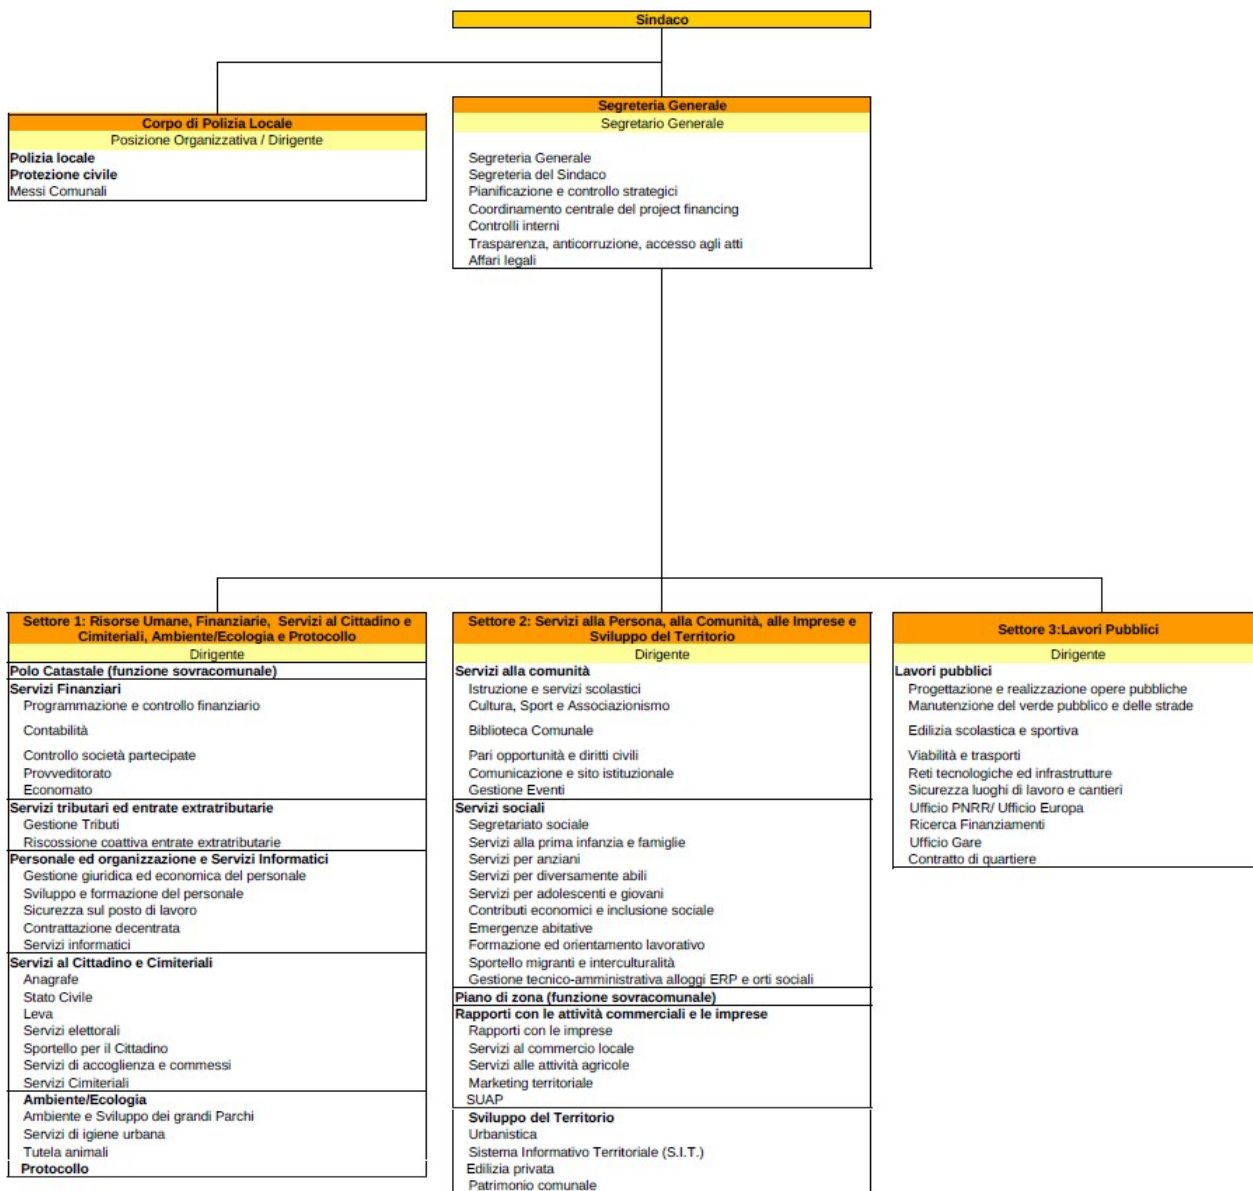 Sindaco
Corpo di Polizia Locale
Posizione Organizzativa / Dirigente
Polizia locale
Protezione civile
Messi Comunali
Segreteria Generale
Segretario Generale
Segreteria Generale
Segreteria del Sindaco
Pianificazione e controllo strategici
Coordinamento centrale del project financing
Controlli interni
Trasparenza, anticorruzione, accesso agli atti
Affari legali
Settore 1: Risorse Umane, Finanziarie, Servizi al Cittadino e
Cimiteriali, Ambiente/Ecologia e Protocollo
Dirigente
Polo Catastale (funzione sovracomunale)
Servizi Finanziari
Programmazione e controllo finanziario
Contabilità
Controllo società partecipate
Provveditorato
Economato
Servizi tributari ed entrate extratributarie
Gestione Tributi
Riscossione coattiva entrate extratributarie
Personale ed organizzazione e Servizi Informatici
Gestione giuridica ed economica del personale
Sviluppo e formazione del personale
Sicurezza sul posto di lavoro
Contrattazione decentrata
Servizi informatici
Servizi al Cittadino e Cimiteriali
Anagrafe
Stato Civile
Leva
Servizi elettorali
Sportello per il Cittadino
Servizi di accoglienza e commessi
Servizi Cimiteriali
Ambiente/Ecologia
Ambiente e Sviluppo dei grandi Parchi
Servizi di igiene urbana
Tutela animali
Protocollo
Settore 2: Servizi alla Persona, alla Comunità, alle Imprese e
Sviluppo del Territorio
Dirigente
Servizi alla comunità
Istruzione e servizi scolastici
Cultura, Sport e Associazionismo
Biblioteca Comunale
Pari opportunità e diritti civili
Comunicazione e sito istituzionale
Gestione Eventi
Servizi sociali
Segretariato sociale
Servizi alla prima infanzia e famiglie
Servizi per anziani
Servizi per diversamente abili
Servizi per adolescenti e giovani
Contributi economici e inclusione sociale
Emergenze abitative
Formazione ed orientamento lavorativo
Sportello migranti e interculturalità
Gestione tecnico-amministrativa alloggi ERP e orti sociali
Piano di zona (funzione sovracomunale)
Rapporti con le attività commerciali e le imprese
Rapporti con le imprese
Servizi al commercio locale
Servizi alle attività agricole
Marketing territoriale
SUAP
Sviluppo del Territorio
Urbanistica
Sistema Informativo Territoriale (S.I.T.)
Edilizia privata
Patrimonio comunale
Settore 3:Lavori Pubblici
Dirigente
Lavori pubblici
Progettazione e realizzazione opere pubbliche
Manutenzione del verde pubblico e delle strade
Edilizia scolastica e sportiva
Viabilità e trasporti
Reti tecnologiche ed infrastrutture
Sicurezza luoghi di lavoro e cantieri
Ufficio PNRR/ Ufficio Europa
Ricerca Finanziamenti
Ufficio Gare
Contratto di quartiere